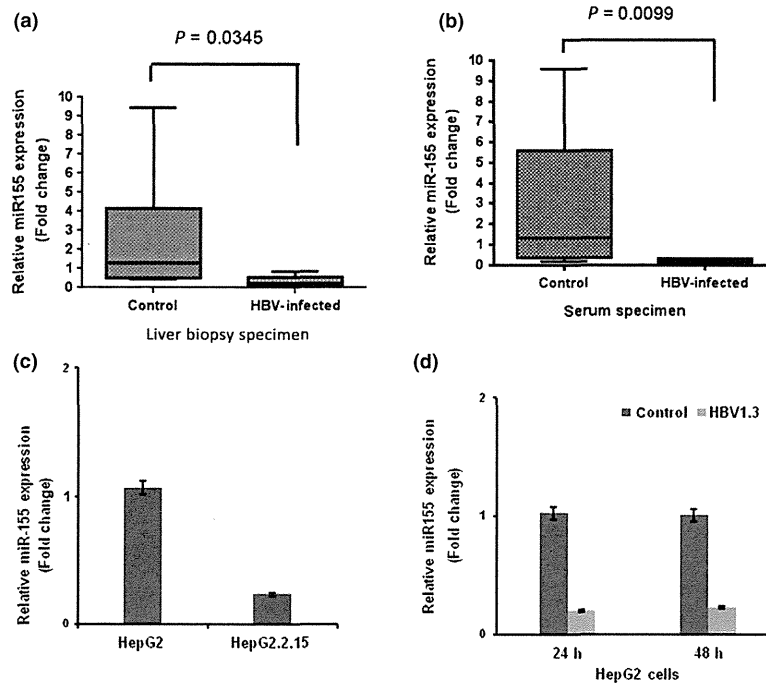 (a)
P = 0.0345
Relative miR155 expression
(Fold change)
10
9
8
7
6
5
4
3
2
1
0
Control
HBV-infected
Liver biopsy specimen
(b)
P = 0.0099
Relative miR-155 expression
(Fold change)
10
9
8
7
6
5
4
3
2
1
0
Control
HBV-infected
Serum specimen
(c)
Relative miR-155 expression
(Fold change)
2
1
0
HepG2
HepG2.2.15
(d)
Relative miR155 expression
(Fold change)
2
1
0
Control
HBV1.3
24 h
48 h
HepG2 cells